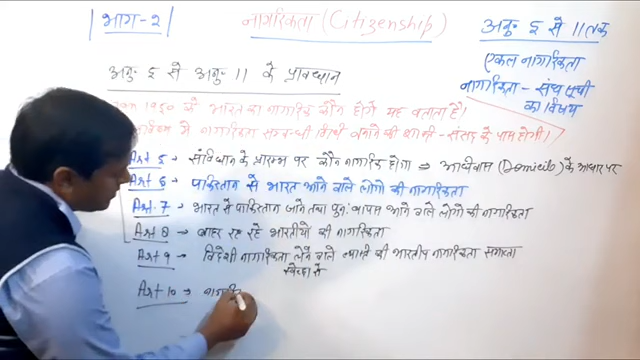 भाग-2
नागरिकता (Citizenship)
अनु॰ 5 से 11 तक
एकल नागरिकता
नागरिकता - संघ सूची
का विषय
अनु॰ 5 से अनु॰ 11 के प्रावधान
1950 को भारत का नागरिक कौन होंगे यह बताता है।
में नागरिकता सम्बन्धी विधी बनाने की शक्ति - संसद के पास होगी।
Art 5 → संविधान के प्रारम्भ पर कौन नागरिक होगा ⇒ अधिवास (Domicile) के आधार पर
Art 6 → पाकिस्तान से भारत आने वाले लोगो की नागरिकता
Art 7 → भारत से पाकिस्तान जाने तथा पुनः वापस आने वाले लोगो की नागरिकता
Art 8 → बाहर रह रहे भारतीयो की नागरिकता
Art 9 → विदेशी नागरिकता लेने वाले व्यक्ति की भारतीय नागरिकता समाप्त
स्वेच्छा से
Art 10 →